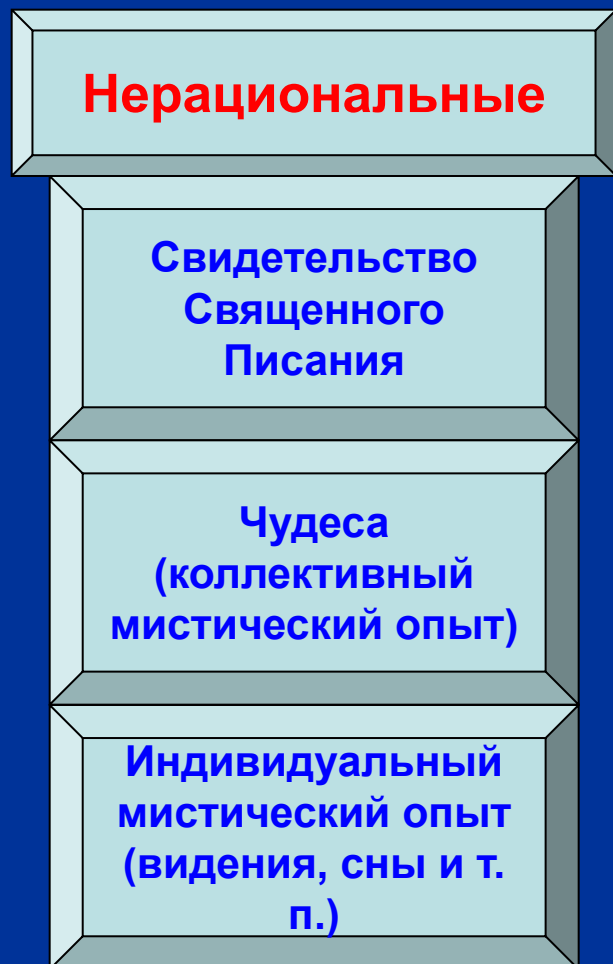 Нерациональные
Свидетельство
Священного
Писания
Чудеса
(коллективный
мистический опыт)
Индивидуальный
мистический опыт
(видения, сны и т.
п.)